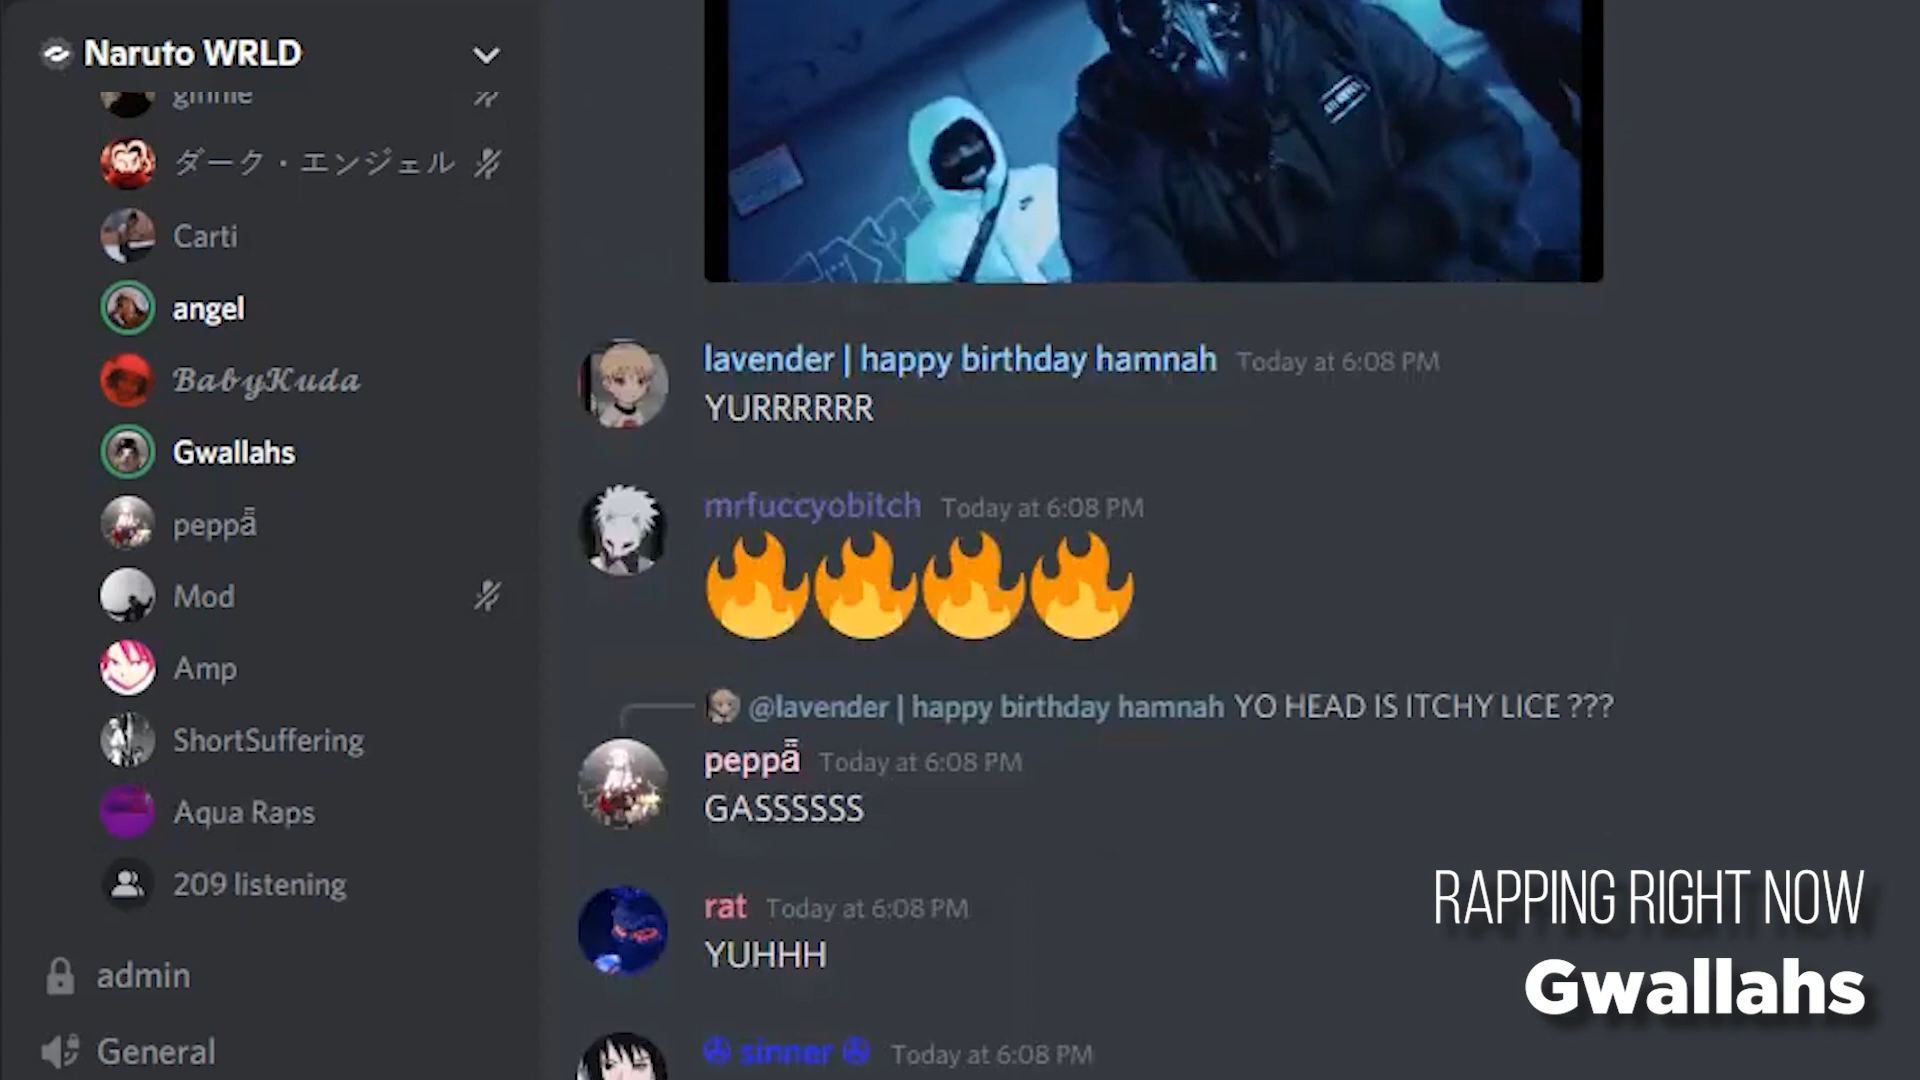 Naruto WRLD
ginnie
ダーク・エンジェル
Carti
angel
𝓑𝓪𝓫𝔂𝓚𝓾𝓭𝓪
Gwallahs
peppã̄
Mod
Amp
ShortSuffering
Aqua Raps
209 listening
admin
General
lavender | happy birthday hamnah Today at 6:08 PM
YURRRRRR
mrfuccyobitch Today at 6:08 PM
🔥🔥🔥🔥
@lavender | happy birthday hamnah YO HEAD IS ITCHY LICE ???
peppã̄ Today at 6:08 PM
GASSSSSS
rat Today at 6:08 PM
YUHHH
✇ sinner ✇ Today at 6:08 PM
RAPPING RIGHT NOW
Gwallahs